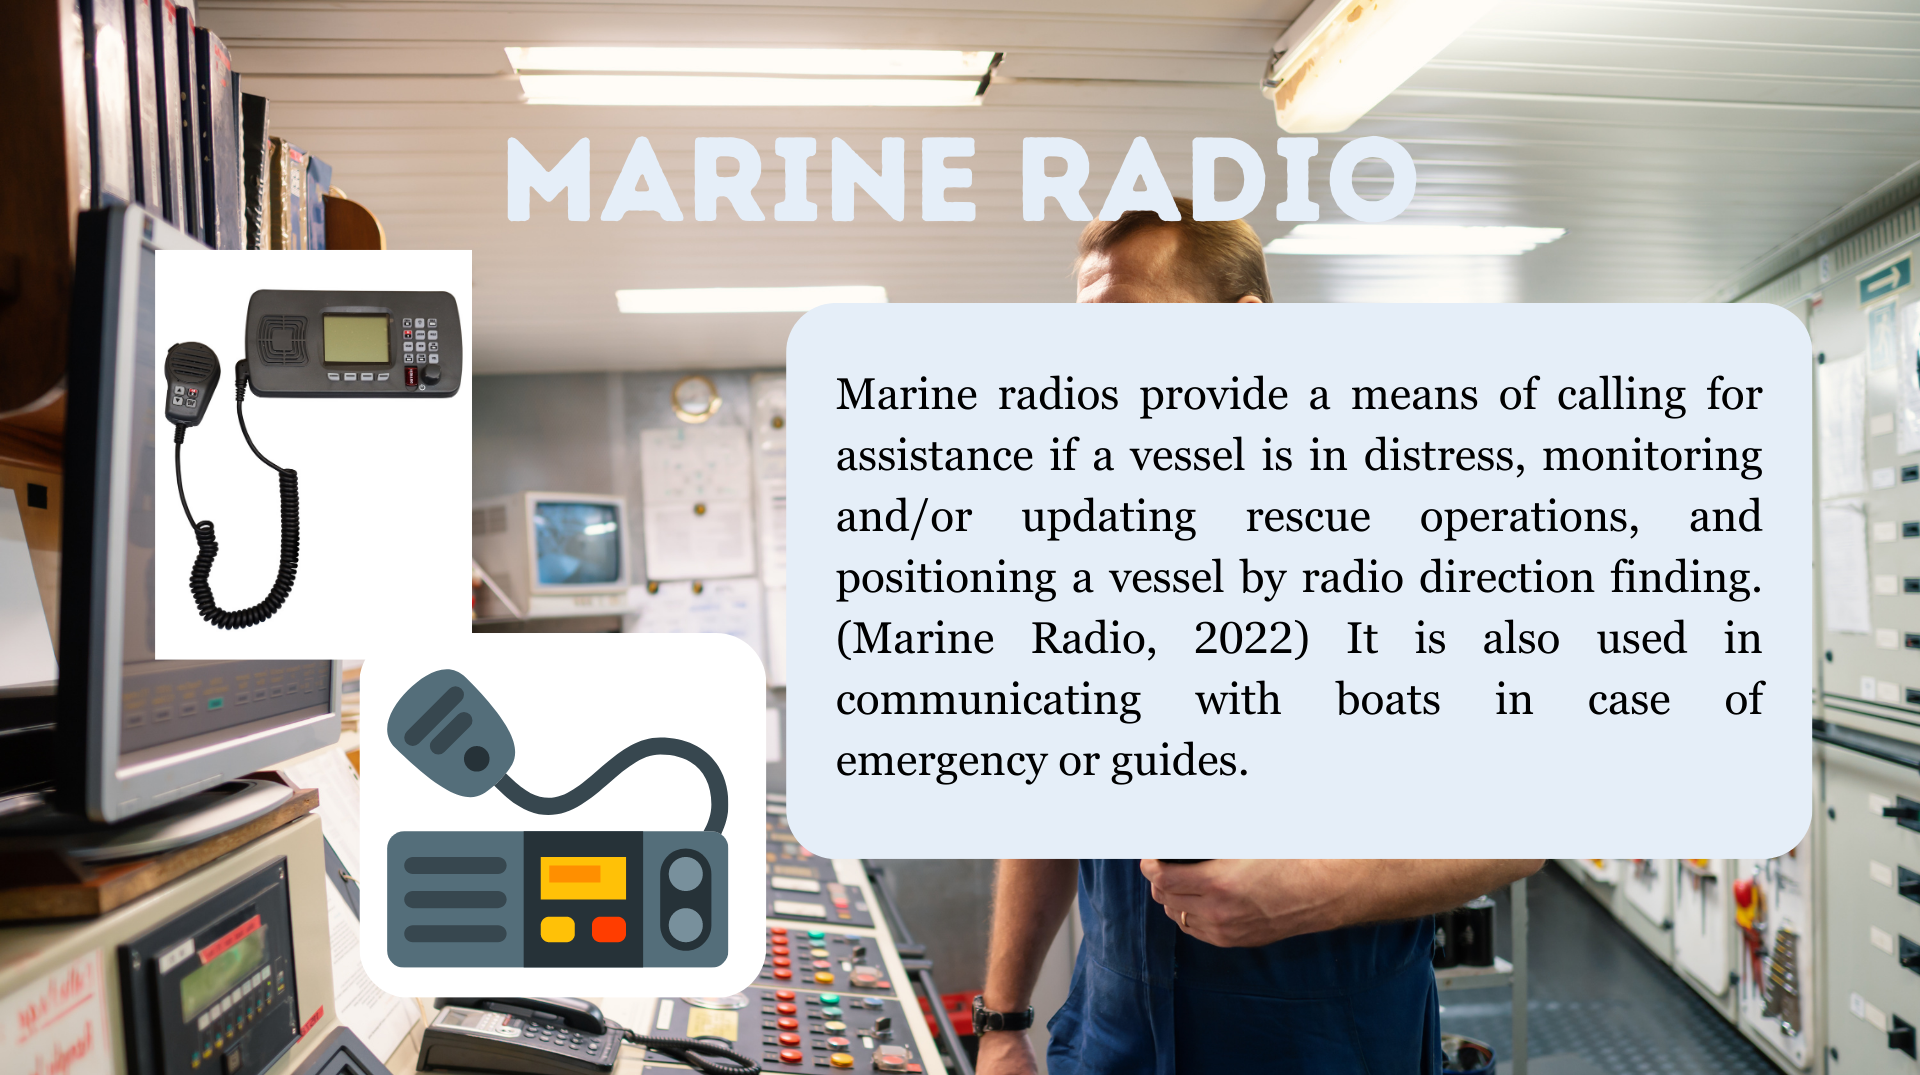 MARINE RADIO
Marine radios provide a means of calling for
assistance if a vessel is in distress, monitoring
and/or updating rescue operations, and
positioning a vessel by radio direction finding.
(Marine Radio, 2022) It is also used in
communicating with boats in case of
emergency or guides.